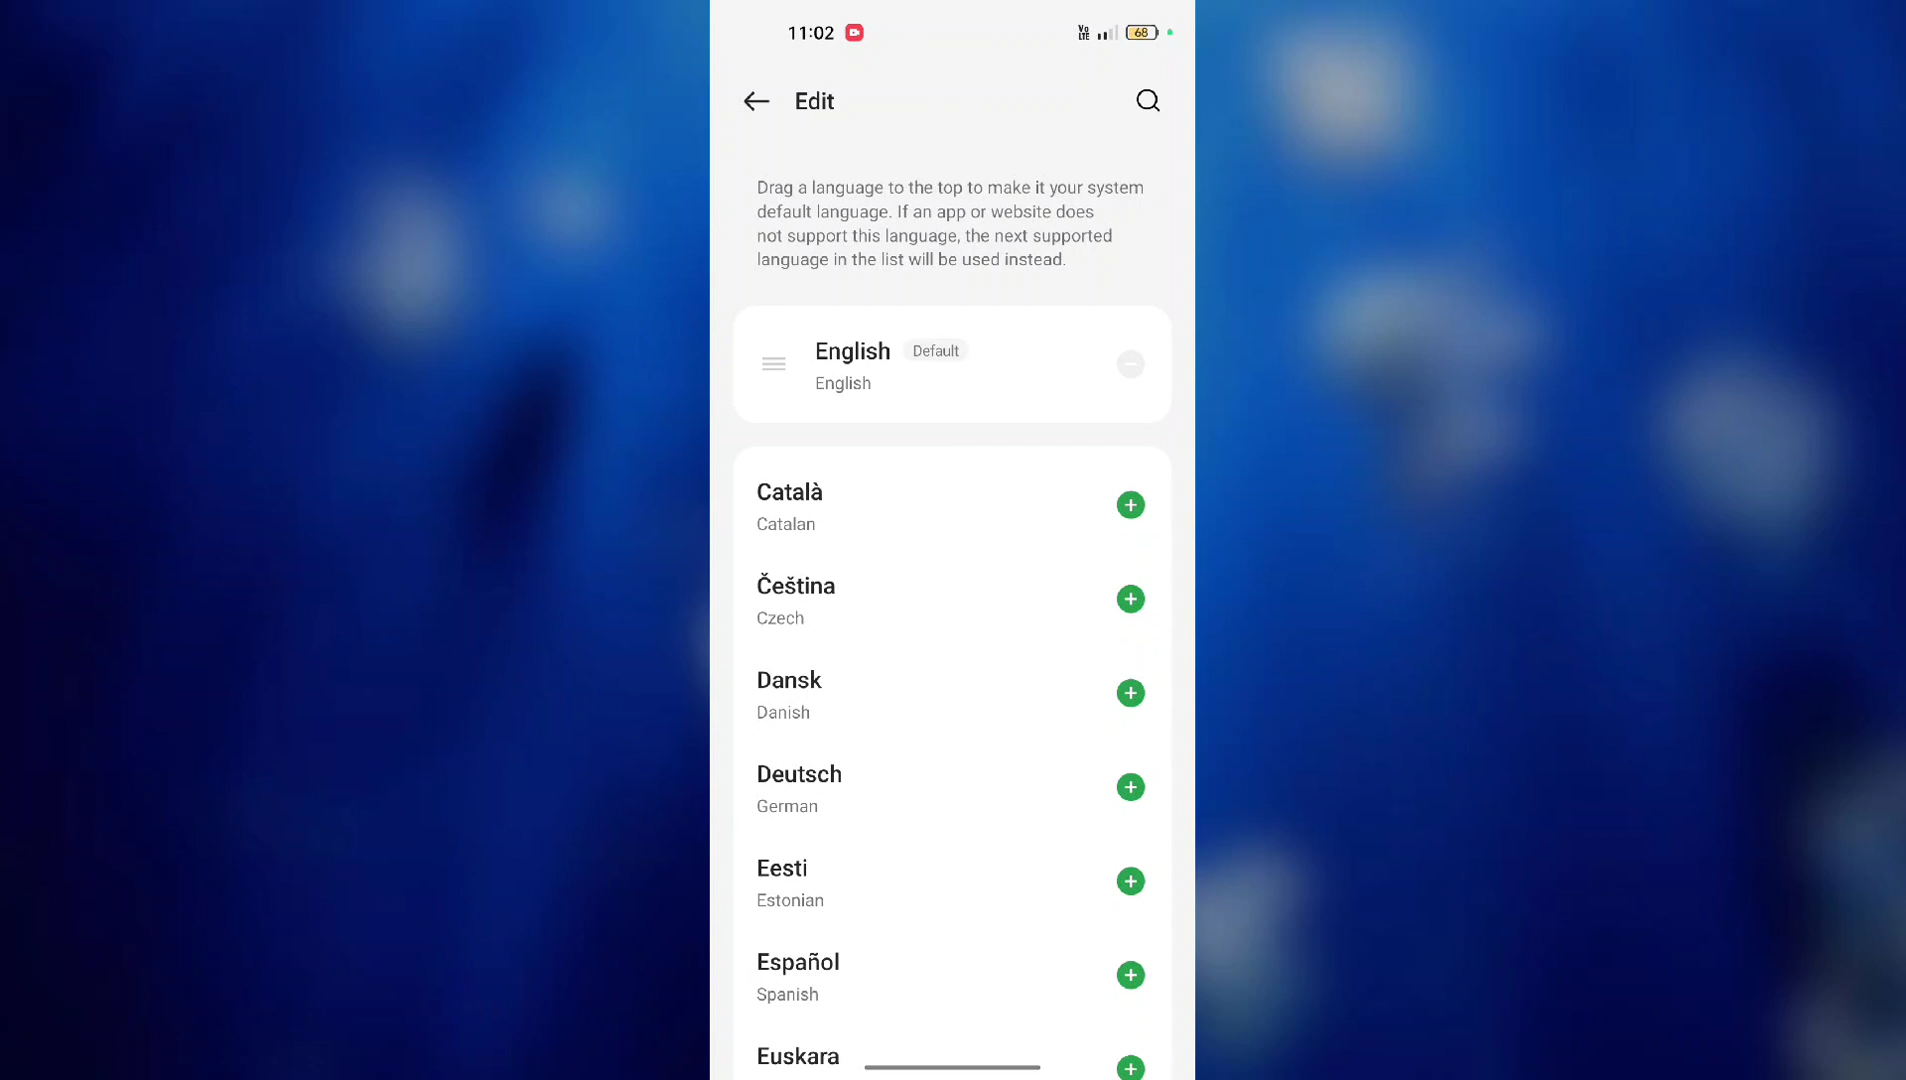 11:02
Vo
LTE
68
Edit
Drag a language to the top to make it your system
default language. If an app or website does
not support this language, the next supported
language in the list will be used instead.
English Default
English
Català
Catalan
Čeština
Czech
Dansk
Danish
Deutsch
German
Eesti
Estonian
Español
Spanish
Euskara